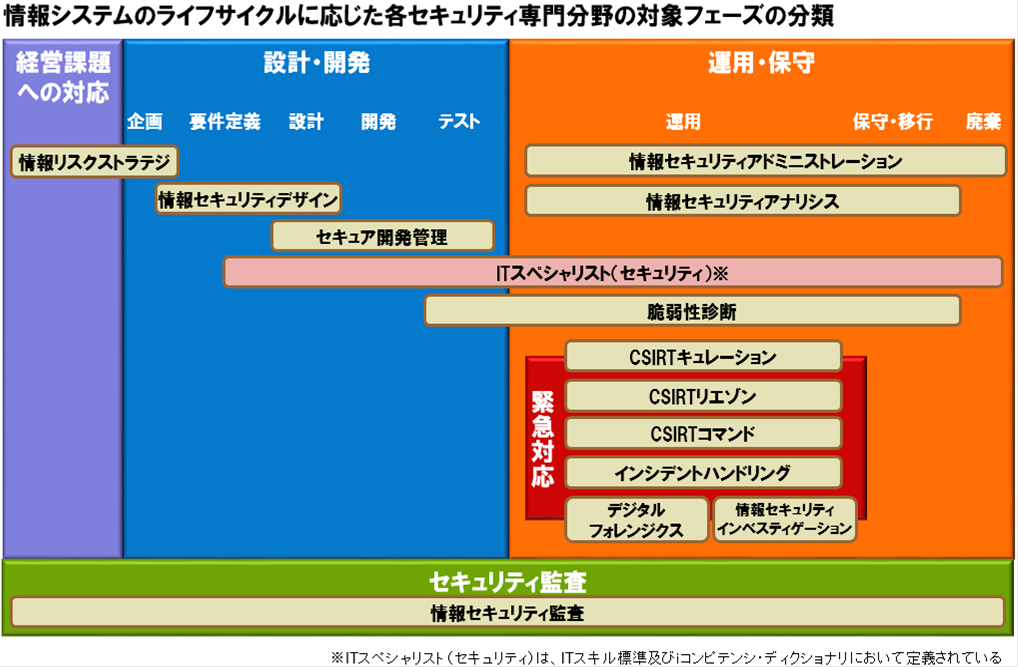 情報システムのライフサイクルに応じた各セキュリティ専門分野の対象フェーズの分類
経営課題
への対応
設計・開発
運用・保守
企画 要件定義 設計 開発 テスト 運用 保守・移行 廃棄
情報リスクストラテジ
情報セキュリティアドミニストレーション
情報セキュリティデザイン
情報セキュリティアナリシス
セキュア開発管理
ITスペシャリスト(セキュリティ)※
脆弱性診断
緊急対応
CSIRTキュレーション
CSIRTリエゾン
CSIRTコマンド
インシデントハンドリング
デジタル
フォレンジクス
情報セキュリティ
インベスティゲーション
セキュリティ監査
情報セキュリティ監査
※ITスペシャリスト(セキュリティ)は、ITスキル標準及びiコンピテンシ・ディクショナリにおいて定義されている